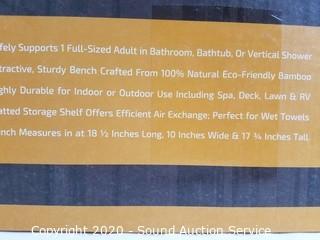 fely Supports 1 Full-Sized Adult in Bathroom, Bathtub, Or Vertical Shower
tractive, Sturdy Bench Crafted From 100% Natural Eco-Friendly Bamboo
ghly Durable for Indoor or Outdoor Use Including Spa, Deck, Lawn & RV
atted Storage Shelf Offers Efficient Air Exchange; Perfect for Wet Towels
nch Measures in at 18 ½ Inches Long, 10 Inches Wide & 17 ¾ Inches Tall
Copyright 2020 - Sound Auction Service